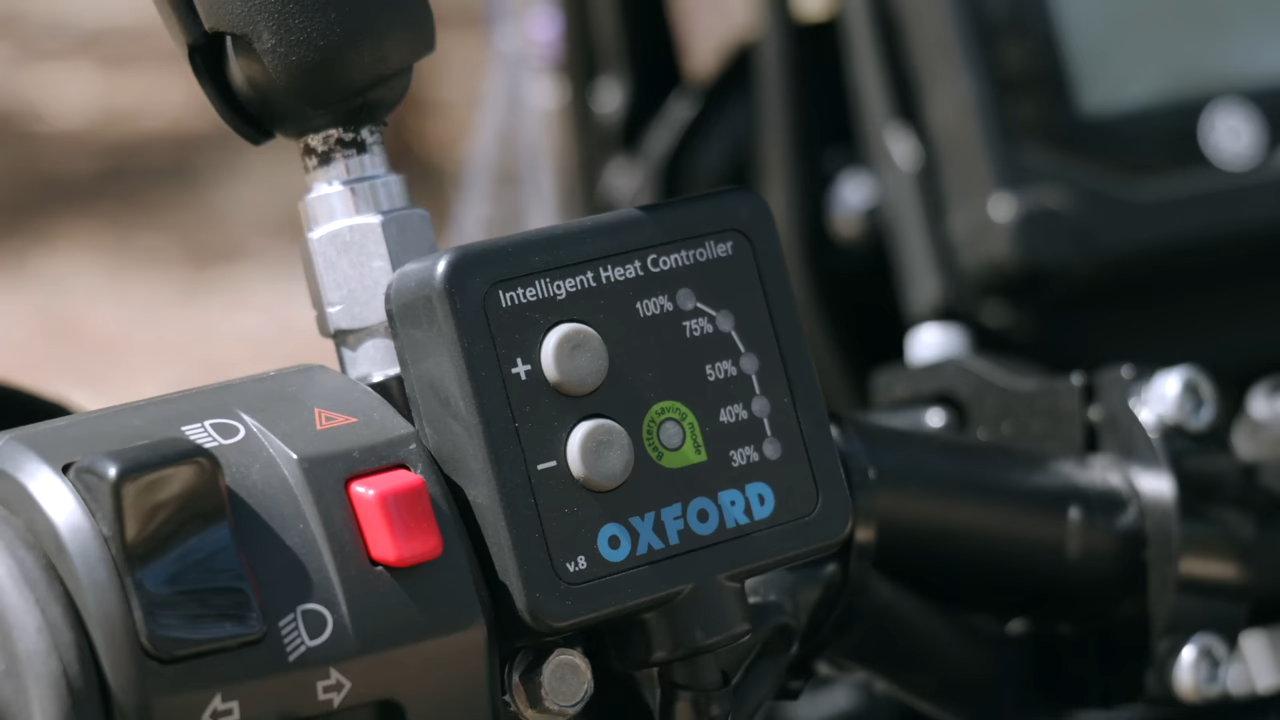 Intelligent Heat Controller
100%
75%
+
50%
40%
Battery saving mode
-
30%
OXFORD
v.8